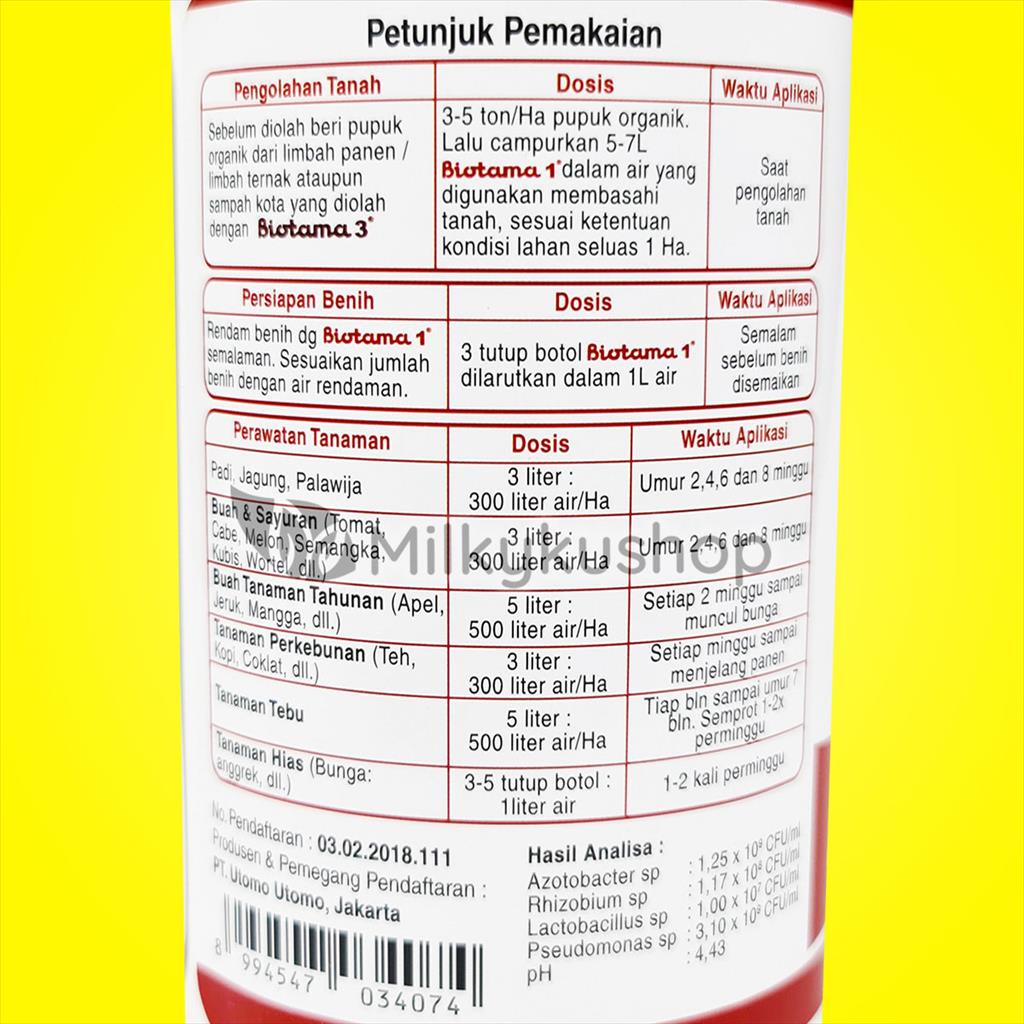 Petunjuk Pemakaian
Pengolahan Tanah
Dosis
Waktu Aplikasi
Sebelum diolah beri pupuk
organik dari limbah panen /
limbah ternak ataupun
sampah kota yang diolah
dengan Biotama 3®
3-5 ton/Ha pupuk organik.
Lalu campurkan 5-7L
Biotama 1® dalam air yang
digunakan membasahi
tanah, sesuai ketentuan
kondisi lahan seluas 1 Ha.
Saat
pengolahan
tanah
Persiapan Benih
Dosis
Waktu Aplikasi
Rendam benih dg Biotama 1®
semalaman. Sesuaikan jumlah
benih dengan air rendaman.
3 tutup botol Biotama 1®
dilarutkan dalam 1L air
Semalam
sebelum benih
disemaikan
Perawatan Tanaman
Dosis
Waktu Aplikasi
Padi, Jagung, Palawija
3 liter :
300 liter air/Ha
Umur 2,4,6 dan 8 minggu
Buah & Sayuran (Tomat,
Cabe, Melon, Semangka,
Kubis, Wortel, dll.)
3 liter :
300 liter air/Ha
Umur 2,4,6 dan 8 minggu
Milkykushop
Buah Tanaman Tahunan (Apel,
Jeruk, Mangga, dll.)
5 liter :
500 liter air/Ha
Setiap 2 minggu sampai
muncul bunga
Tanaman Perkebunan (Teh,
Kopi, Coklat, dll.)
3 liter :
300 liter air/Ha
Setiap minggu sampai
menjelang panen
Tanaman Tebu
5 liter :
500 liter air/Ha
Tiap bln sampai umur 7
bln. Semprot 1-2x
perminggu
Tanaman Hias (Bunga:
anggrek, dll.)
3-5 tutup botol :
1liter air
1-2 kali perminggu
No. Pendaftaran : 03.02.2018.111
Produsen & Pemegang Pendaftaran :
PT. Utomo Utomo, Jakarta
8 994547 034074
Hasil Analisa :
Azotobacter sp : 1,25 x 10⁹ CFU/ml
Rhizobium sp : 1,17 x 10⁸ CFU/ml
Lactobacillus sp : 1,00 x 10⁷ CFU/ml
Pseudomonas sp : 3,10 x 10⁹ CFU/ml
pH : 4,43